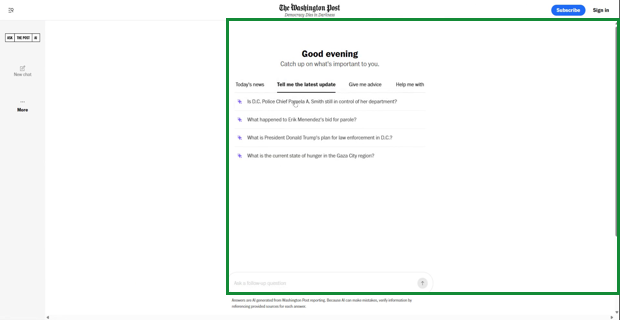 The Washington Post
Democracy Dies in Darkness
Subscribe
Sign in
ASK THE POST AI
New chat
More
Good evening
Catch up on what's important to you.
Today's news
Tell me the latest update
Give me advice
Help me with
Is D.C. Police Chief Pamela A. Smith still in control of her department?
What happened to Erik Menendez's bid for parole?
What is President Donald Trump's plan for law enforcement in D.C.?
What is the current state of hunger in the Gaza City region?
Ask a follow-up question
Answers are AI generated from Washington Post reporting. Because AI can make mistakes, verify information by
referencing provided sources for each answer.